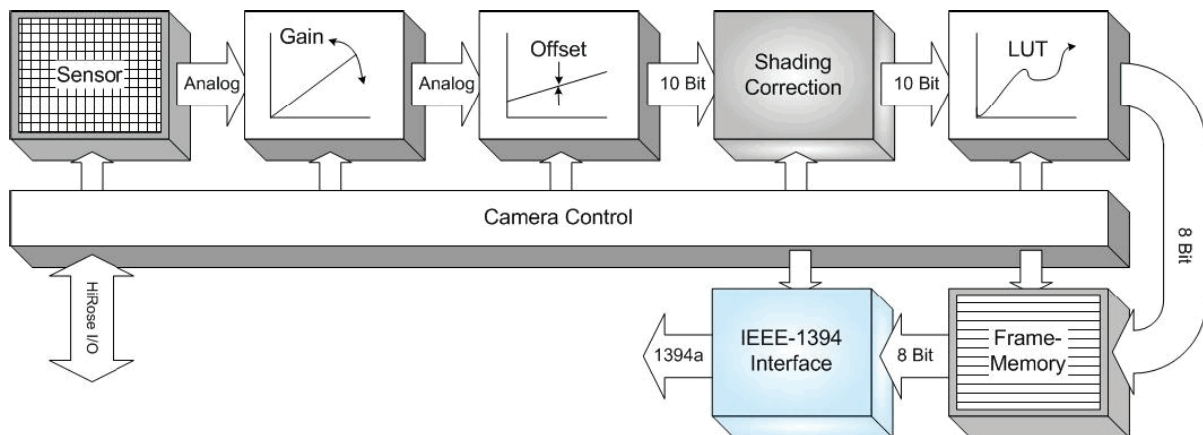 Sensor
Analog
Gain
Analog
Offset
10 Bit
Shading
Correction
10 Bit
LUT
Camera Control
8 Bit
HiRose I/O
1394a
IEEE-1394
Interface
8 Bit
Frame-
Memory